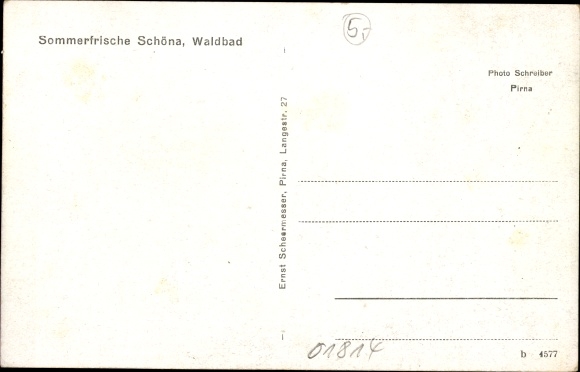 Sommerfrische Schöna, Waldbad
5,-
Photo Schreiber
Pirna
Ernst Scheermesser, Pirna, Langestr. 27
01814
b 4577